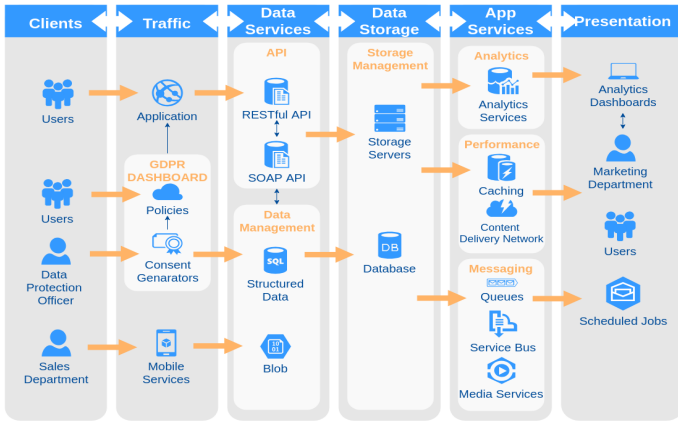 Clients
Traffic
Data
Services
Data
Storage
App
Services
Presentation
Users
Users
Data
Protection
Officer
Sales
Department
Application
GDPR
DASHBOARD
Policies
Consent
Genarators
Mobile
Services
API
RESTful API
SOAP API
Data
Management
SQL
Structured
Data
10
01
Blob
Storage
Management
Storage
Servers
DB
Database
Analytics
Analytics
Services
Performance
Caching
Content
Delivery Network
Messaging
Queues
Service Bus
Media Services
Analytics
Dashboards
Marketing
Department
Users
Scheduled Jobs